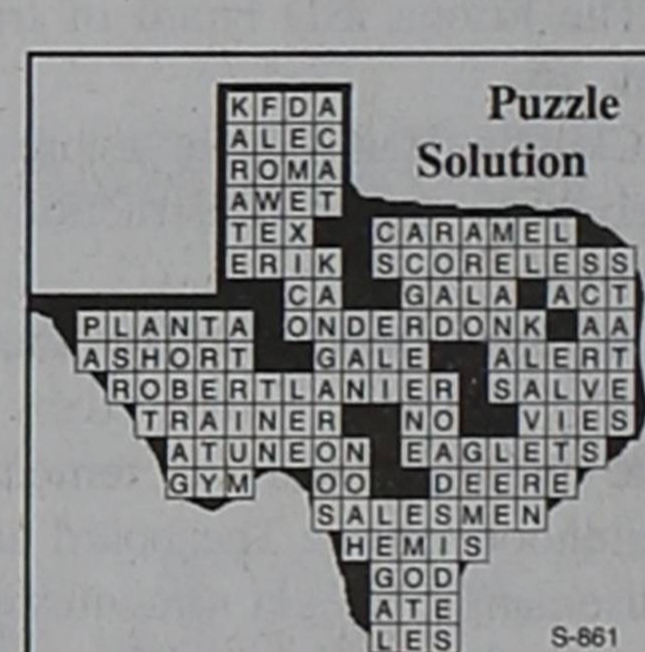 Puzzle
Solution
KFDA
ALEC
ROMA
AWET
TEX CARAMEL
ERIK SCORELESS
CA GALA ACT
PLANTA ONDERDONK AA
ASHORT GALE ALERT
ROBERTLANIER SALVE
TRAINER NO VIES
ATUNEON EAGLETS
GYM OO DEERE
SALESMEN
HEMIS
GOD
ATE
LES
S-861